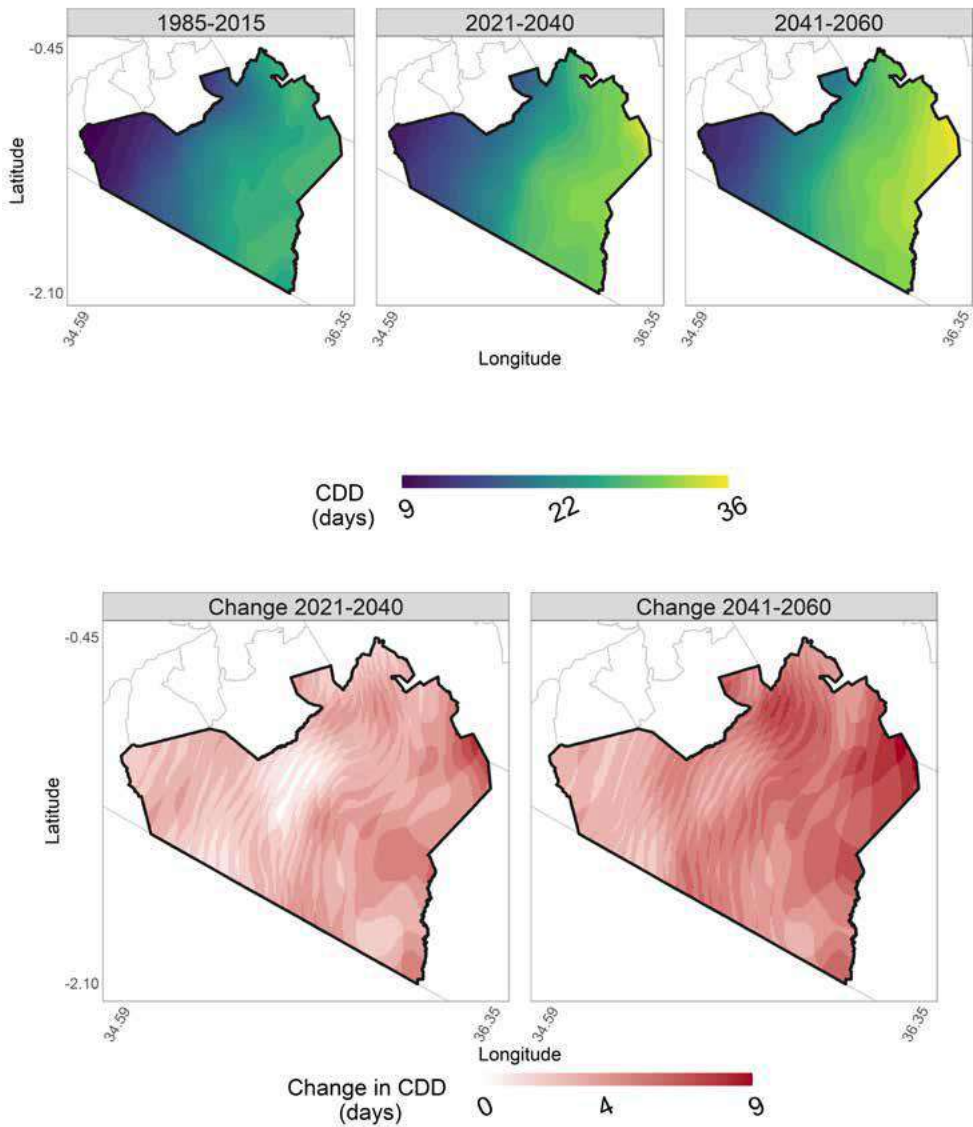 1985-2015
2021-2040
2041-2060
-0.45
Latitude
-2.10
34.59
36.35
34.59
36.35
34.59
36.35
Longitude
CDD
(days)
9
22
36
Change 2021-2040
Change 2041-2060
-0.45
Latitude
-2.10
34.59
36.35
34.59
36.35
Longitude
Change in CDD
(days)
0
4
9